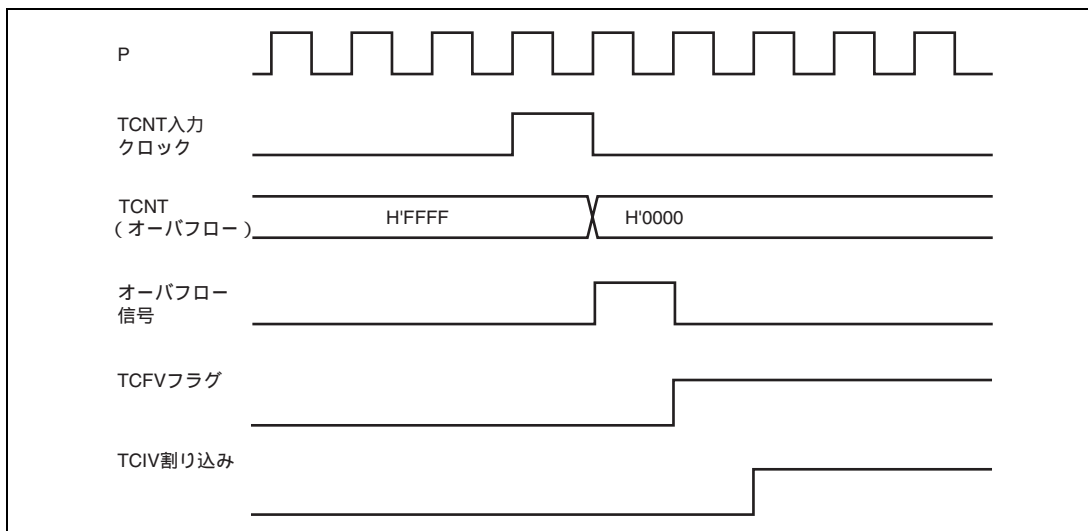 P
TCNT入力
クロック
TCNT
(オーバフロー)
H'FFFF
H'0000
オーバフロー
信号
TCFVフラグ
TCIV割り込み